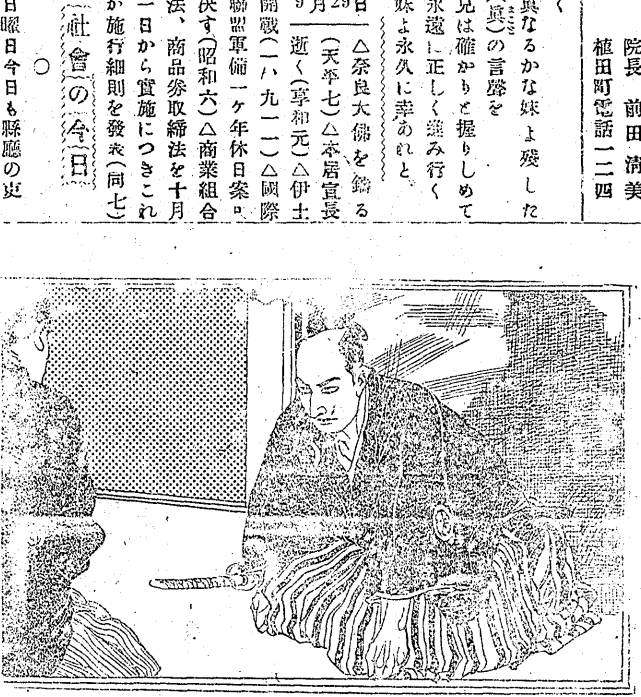 院長 前田清美
植田町電話一二四
く
眞なるかな妹よ残した
眞)の言聲を
兄は確かりと握りしめて
永遠に正しく進み行く
妹よ永久に幸あれと、
9月29日
△奈良大佛を鑄る
(天平七)△本居宣長
逝く(享和元)△伊土
開戰(一九一一)△國際
聯盟軍備一ケ年休日案
決す(昭和六)△商業組合
法、商品券取締法を十月
一日から實施につきこれ
が施行細則を發表(同七)
社會の今日
○
日曜日今日も縣廳の吏